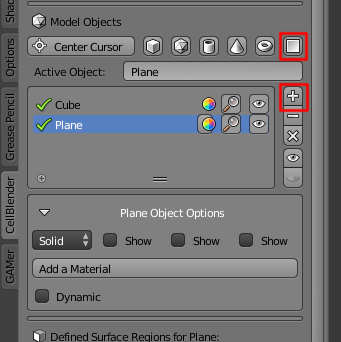 Shad
Options
Grease Pencil
CellBlender
GAMer
Model Objects
Center Cursor
Active Object: Plane
Cube
Plane
Plane Object Options
Solid Show Show Show
Add a Material
Dynamic
Defined Surface Regions for Plane: